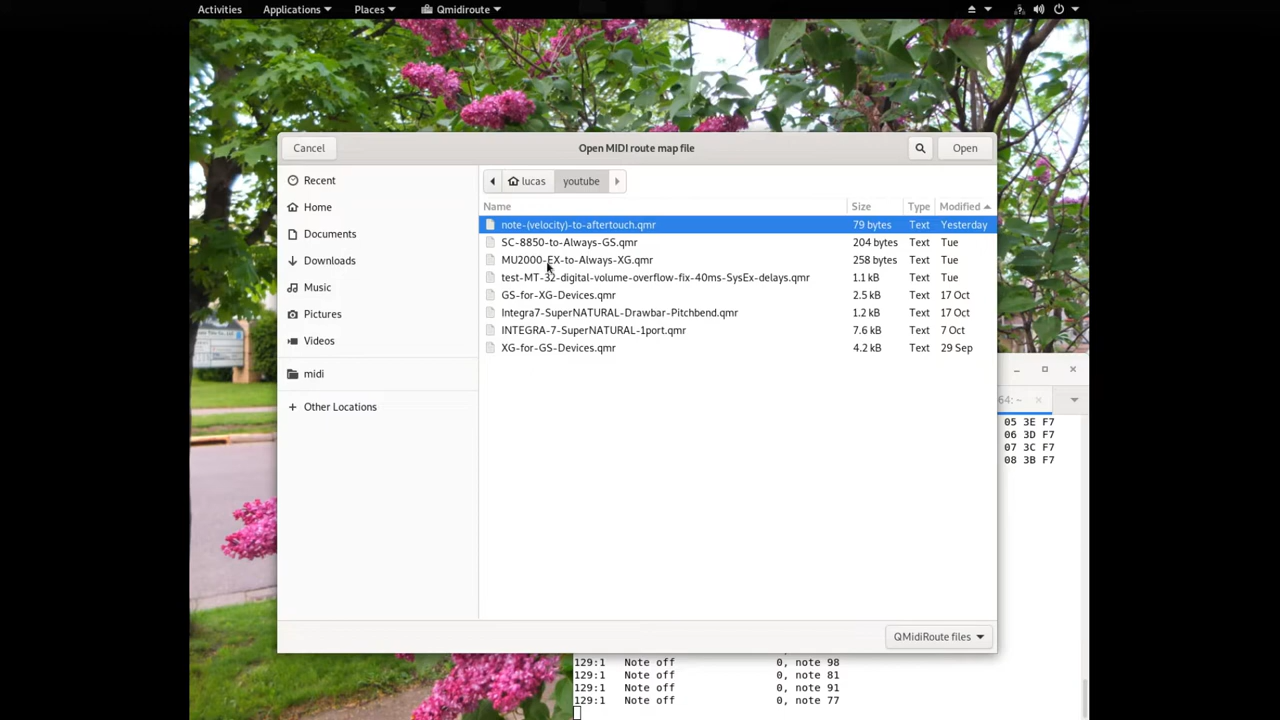 Activities Applications Places Qmidiroute
Cancel Open MIDI route map file Open
Recent
Home
Documents
Downloads
Music
Pictures
Videos
midi
+ Other Locations
lucas youtube
Name Size Type Modified
note-(velocity)-to-aftertouch.qmr 79 bytes Text Yesterday
SC-8850-to-Always-GS.qmr 204 bytes Text Tue
MU2000-EX-to-Always-XG.qmr 258 bytes Text Tue
test-MT-32-digital-volume-overflow-fix-40ms-SysEx-delays.qmr 1.1 kB Text Tue
GS-for-XG-Devices.qmr 2.5 kB Text 17 Oct
Integra7-SuperNATURAL-Drawbar-Pitchbend.qmr 1.2 kB Text 17 Oct
INTEGRA-7-SuperNATURAL-1port.qmr 7.6 kB Text 7 Oct
XG-for-GS-Devices.qmr 4.2 kB Text 29 Sep
QMidiRoute files
64: ~
05 3E F7
06 3D F7
07 3C F7
08 3B F7
129:1 Note off 0, note 98
129:1 Note off 0, note 81
129:1 Note off 0, note 91
129:1 Note off 0, note 77